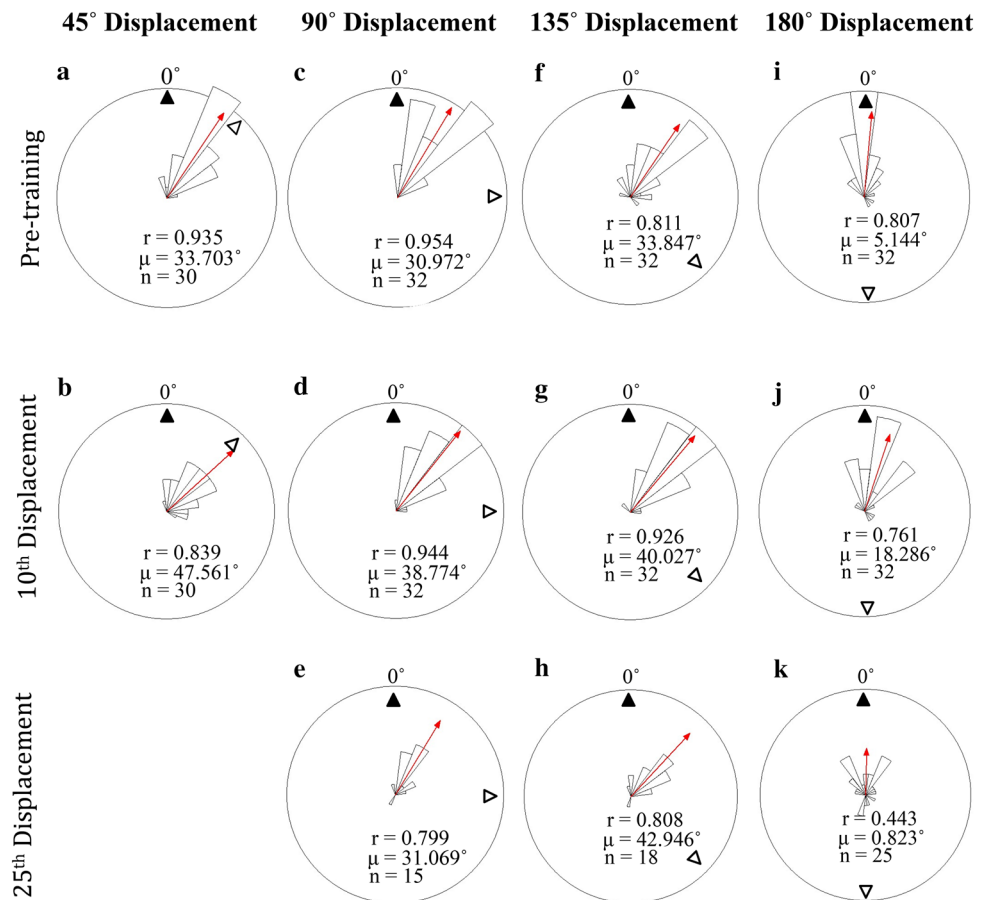 45˚ Displacement 90˚ Displacement 135˚ Displacement 180˚ Displacement
Pre-training
a
0˚
r = 0.935
μ = 33.703˚
n = 30
c
0˚
r = 0.954
μ = 30.972˚
n = 32
f
0˚
r = 0.811
μ = 33.847˚
n = 32
i
0˚
r = 0.807
μ = 5.144˚
n = 32
10th Displacement
b
0˚
r = 0.839
μ = 47.561˚
n = 30
d
0˚
r = 0.944
μ = 38.774˚
n = 32
g
0˚
r = 0.926
μ = 40.027˚
n = 32
j
0˚
r = 0.761
μ = 18.286˚
n = 32
25th Displacement
e
0˚
r = 0.799
μ = 31.069˚
n = 15
h
0˚
r = 0.808
μ = 42.946˚
n = 18
k
0˚
r = 0.443
μ = 0.823˚
n = 25